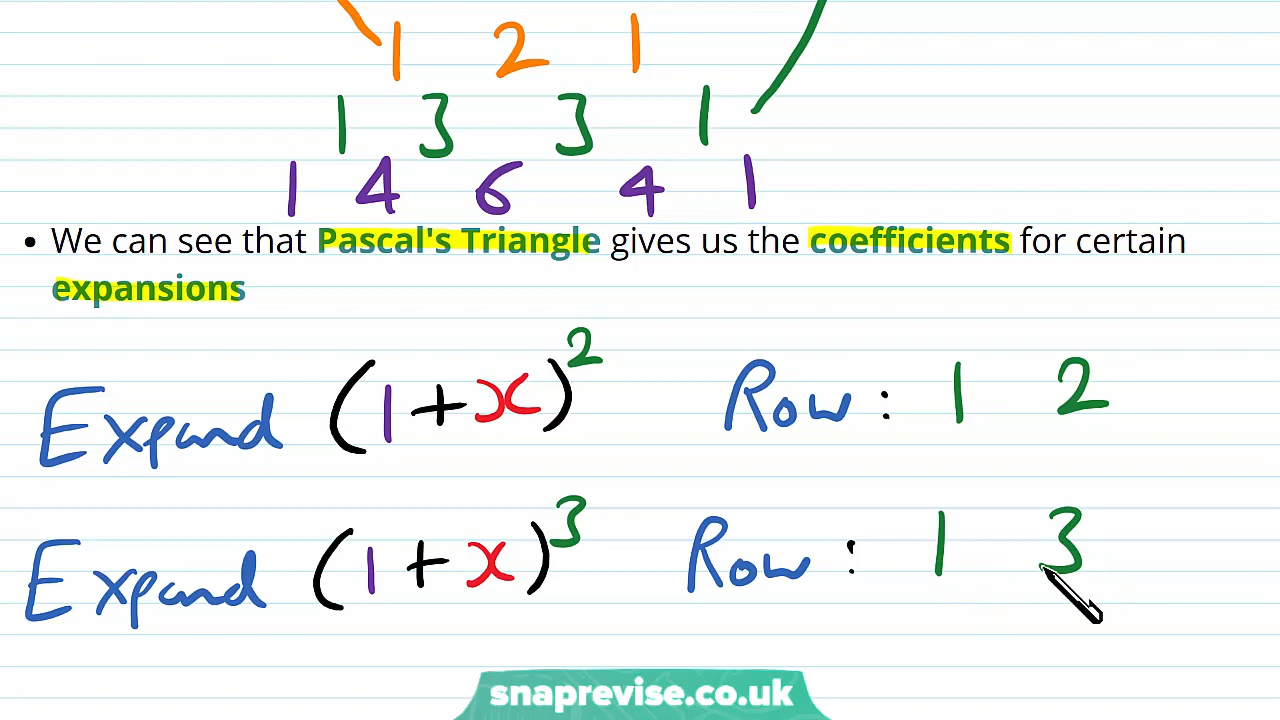 1 2 1
1 3 3 1
1 4 6 4 1
• We can see that Pascal's Triangle gives us the coefficients for certain
expansions
Expand (1+x)² Row: 1 2
Expand (1+x)³ Row: 1 3
snaprevise.co.uk